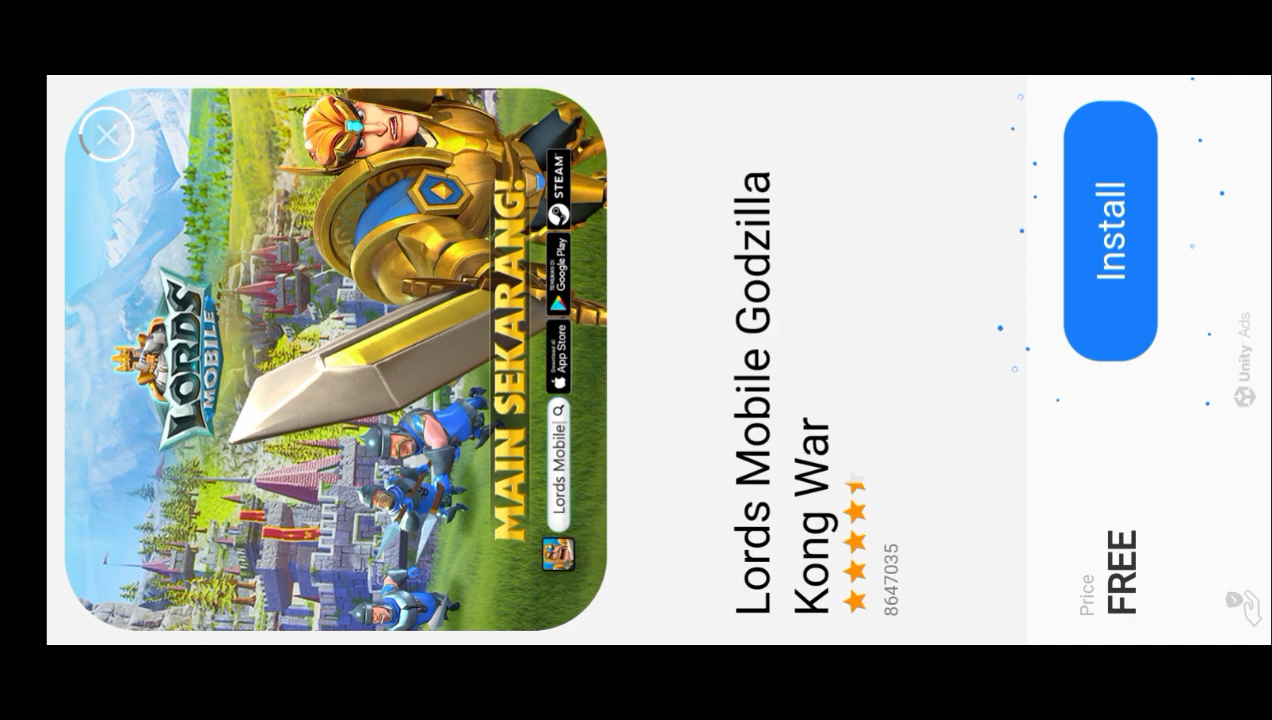 LORDS
MOBILE
MAIN SEKARANG!
Lords Mobile
Download di
App Store
TEMUKAN DI
Google Play
STEAM
Lords Mobile Godzilla
Kong War
8647035
Price
FREE
Install
Unity Ads